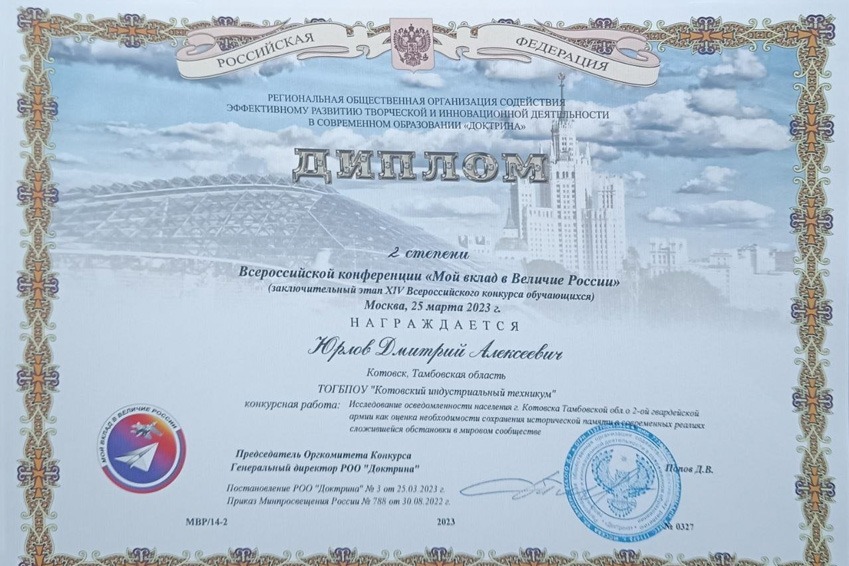 РОССИЙСКАЯ ФЕДЕРАЦИЯ
РЕГИОНАЛЬНАЯ ОБЩЕСТВЕННАЯ ОРГАНИЗАЦИЯ СОДЕЙСТВИЯ
ЭФФЕКТИВНОМУ РАЗВИТИЮ ТВОРЧЕСКОЙ И ИННОВАЦИОННОЙ ДЕЯТЕЛЬНОСТИ
В СОВРЕМЕННОМ ОБРАЗОВАНИИ «ДОКТРИНА»
ДИПЛОМ
2 степени
Всероссийской конференции «Мой вклад в Величие России»
(заключительный этап XIV Всероссийского конкурса обучающихся)
Москва, 25 марта 2023 г.
НАГРАЖДАЕТСЯ
Юрлов Дмитрий Алексеевич
Котовск, Тамбовская область
ТОГБПОУ "Котовский индустриальный техникум"
конкурсная работа: Исследование осведомленности населения г. Котовска Тамбовской обл. о 2-ой гвардейской
армии как оценка необходимости сохранения исторической памяти в современных реалиях
сложившейся обстановки в мировом сообществе
МОЙ ВКЛАД В ВЕЛИЧИЕ РОССИИ
Председатель Оргкомитета Конкурса
Генеральный директор РОО "Доктрина" Попов Д.В.
Постановление РОО "Доктрина" № 3 от 25.03 2023 г.
Приказ Минпросвещения России № 788 от 30.08.2022 г.
МВР/14-2 2023 № 0327